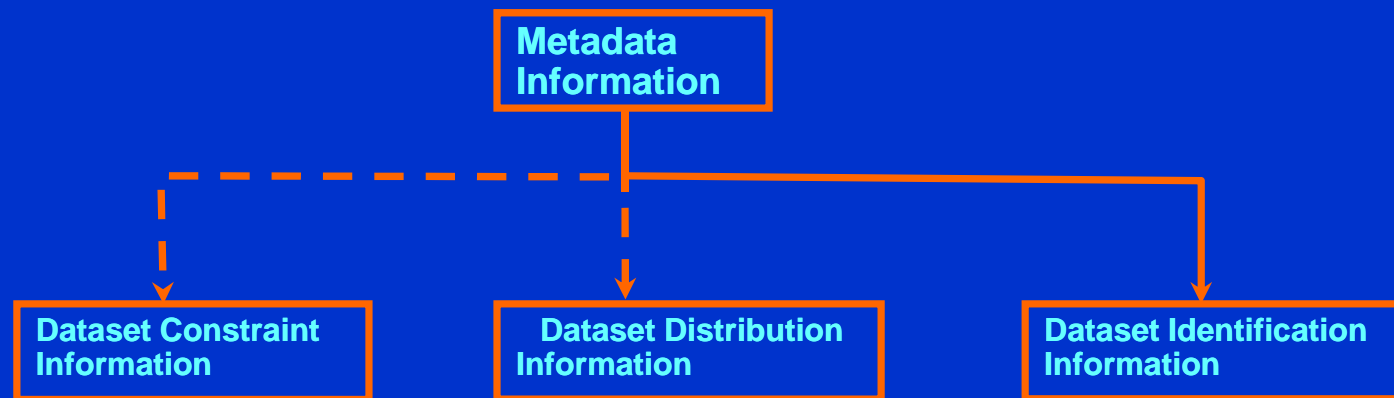 Metadata
Information
Dataset Constraint
Information
Dataset Distribution
Information
Dataset Identification
Information